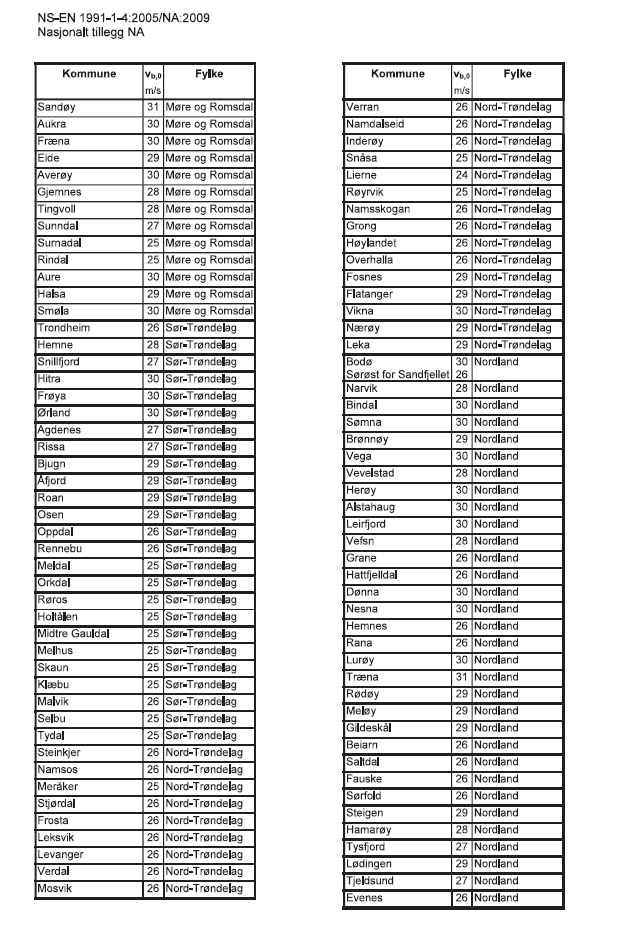 NS-EN 1991-1-4:2005/NA:2009
Nasjonalt tillegg NA
Kommune v_b,0 Fylke
m/s
Sandøy 31 Møre og Romsdal
Aukra 30 Møre og Romsdal
Fræna 30 Møre og Romsdal
Eide 29 Møre og Romsdal
Averøy 30 Møre og Romsdal
Gjemnes 28 Møre og Romsdal
Tingvoll 28 Møre og Romsdal
Sunndal 27 Møre og Romsdal
Surnadal 25 Møre og Romsdal
Rindal 25 Møre og Romsdal
Aure 30 Møre og Romsdal
Halsa 29 Møre og Romsdal
Smøla 30 Møre og Romsdal
Trondheim 26 Sør-Trøndelag
Hemne 28 Sør-Trøndelag
Snillfjord 27 Sør-Trøndelag
Hitra 30 Sør-Trøndelag
Frøya 30 Sør-Trøndelag
Ørland 30 Sør-Trøndelag
Agdenes 27 Sør-Trøndelag
Rissa 27 Sør-Trøndelag
Bjugn 29 Sør-Trøndelag
Åfjord 29 Sør-Trøndelag
Roan 29 Sør-Trøndelag
Osen 29 Sør-Trøndelag
Oppdal 26 Sør-Trøndelag
Rennebu 26 Sør-Trøndelag
Meldal 25 Sør-Trøndelag
Orkdal 25 Sør-Trøndelag
Røros 25 Sør-Trøndelag
Holtålen 25 Sør-Trøndelag
Midtre Gauldal 25 Sør-Trøndelag
Melhus 25 Sør-Trøndelag
Skaun 25 Sør-Trøndelag
Klæbu 25 Sør-Trøndelag
Malvik 26 Sør-Trøndelag
Selbu 25 Sør-Trøndelag
Tydal 25 Sør-Trøndelag
Steinkjer 26 Nord-Trøndelag
Namsos 26 Nord-Trøndelag
Meråker 25 Nord-Trøndelag
Stjørdal 26 Nord-Trøndelag
Frosta 26 Nord-Trøndelag
Leksvik 26 Nord-Trøndelag
Levanger 26 Nord-Trøndelag
Verdal 26 Nord-Trøndelag
Mosvik 26 Nord-Trøndelag
Kommune v_b,0 Fylke
m/s
Verran 26 Nord-Trøndelag
Namdalseid 26 Nord-Trøndelag
Inderøy 26 Nord-Trøndelag
Snåsa 25 Nord-Trøndelag
Lierne 24 Nord-Trøndelag
Røyrvik 25 Nord-Trøndelag
Namsskogan 26 Nord-Trøndelag
Grong 26 Nord-Trøndelag
Høylandet 26 Nord-Trøndelag
Overhalla 26 Nord-Trøndelag
Fosnes 29 Nord-Trøndelag
Flatanger 29 Nord-Trøndelag
Vikna 30 Nord-Trøndelag
Nærøy 29 Nord-Trøndelag
Leka 29 Nord-Trøndelag
Bodø 30 Nordland
Sørøst for Sandfjellet 26
Narvik 28 Nordland
Bindal 30 Nordland
Sømna 30 Nordland
Brønnøy 29 Nordland
Vega 30 Nordland
Vevelstad 28 Nordland
Herøy 30 Nordland
Alstahaug 30 Nordland
Leirfjord 30 Nordland
Vefsn 28 Nordland
Grane 26 Nordland
Hattfjelldal 26 Nordland
Dønna 30 Nordland
Nesna 30 Nordland
Hemnes 26 Nordland
Rana 26 Nordland
Lurøy 30 Nordland
Træna 31 Nordland
Rødøy 29 Nordland
Meløy 29 Nordland
Gildeskål 29 Nordland
Beiarn 26 Nordland
Saltdal 26 Nordland
Fauske 26 Nordland
Sørfold 26 Nordland
Steigen 29 Nordland
Hamarøy 28 Nordland
Tysfjord 27 Nordland
Lødingen 29 Nordland
Tjeldsund 27 Nordland
Evenes 26 Nordland